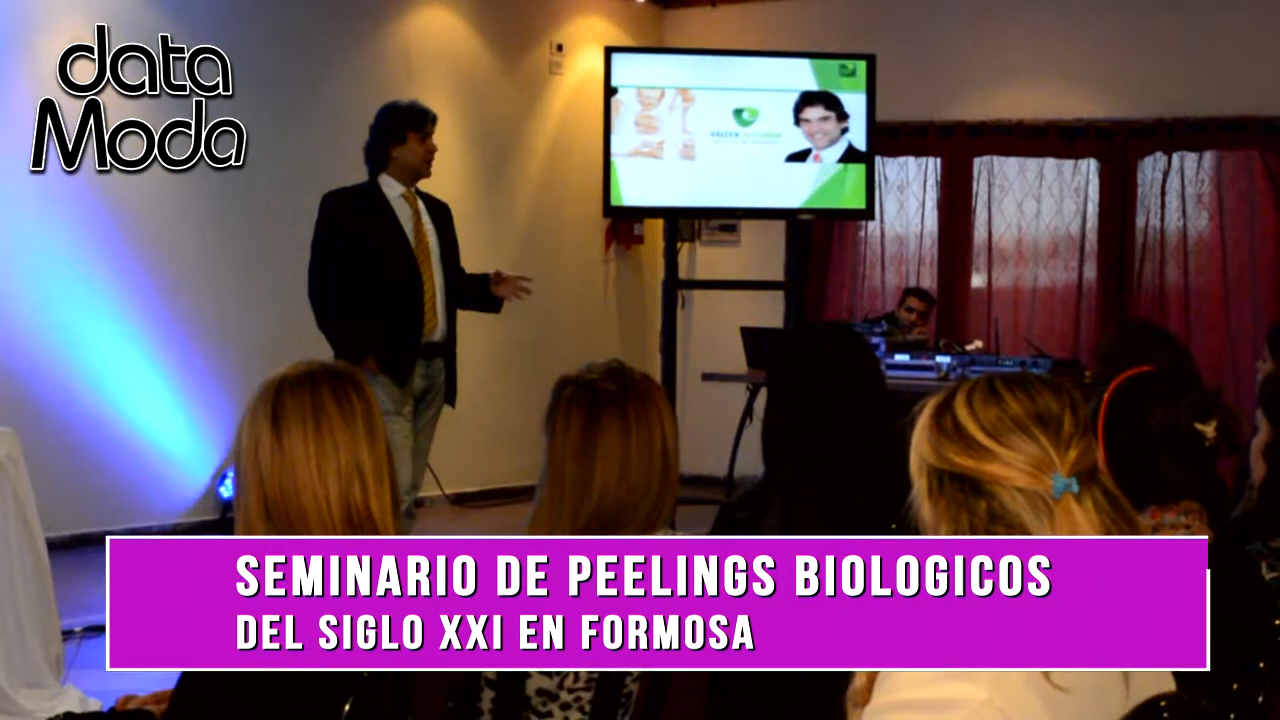 data
Moda
SEMINARIO DE PEELINGS BIOLOGICOS
DEL SIGLO XXI EN FORMOSA